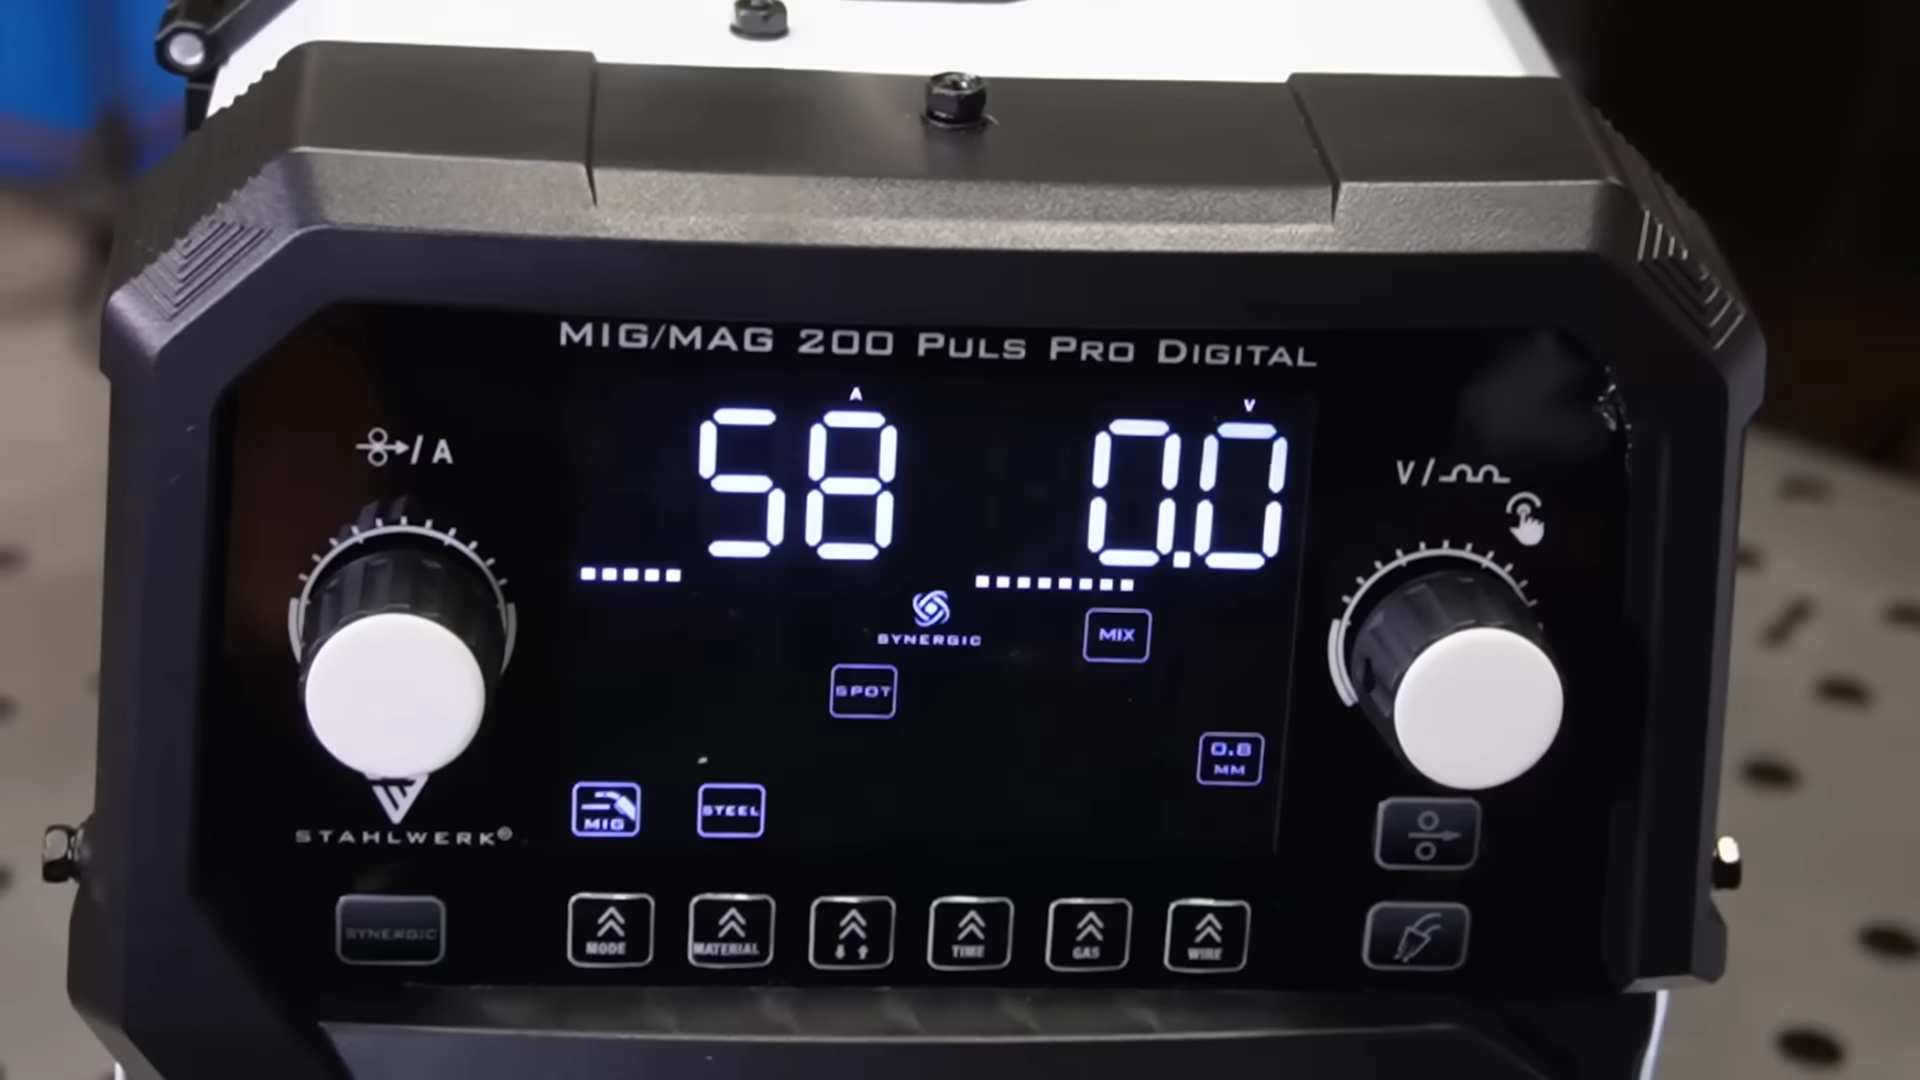 MIG/MAG 200 PULS PRO DIGITAL
A
V
/ A
58
0.0
V /
SYNERGIC
MIX
SPOT
0.8
MM
MIG
STEEL
STAHLWERK®
SYNERGIC
MODE
MATERIAL
TIME
GAS
WIRE